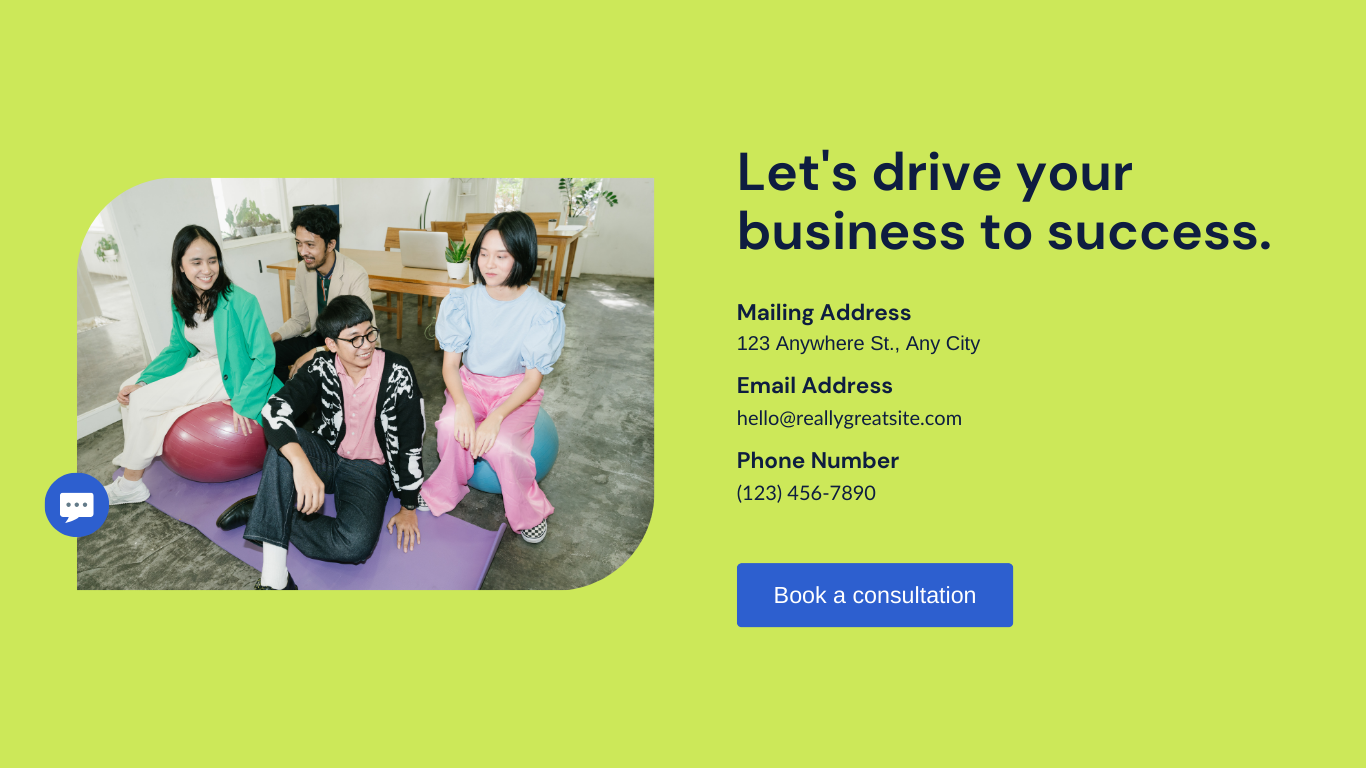 Let's drive your
business to success.
Mailing Address
123 Anywhere St., Any City
Email Address
hello@reallygreatsite.com
Phone Number
(123) 456-7890
Book a consultation